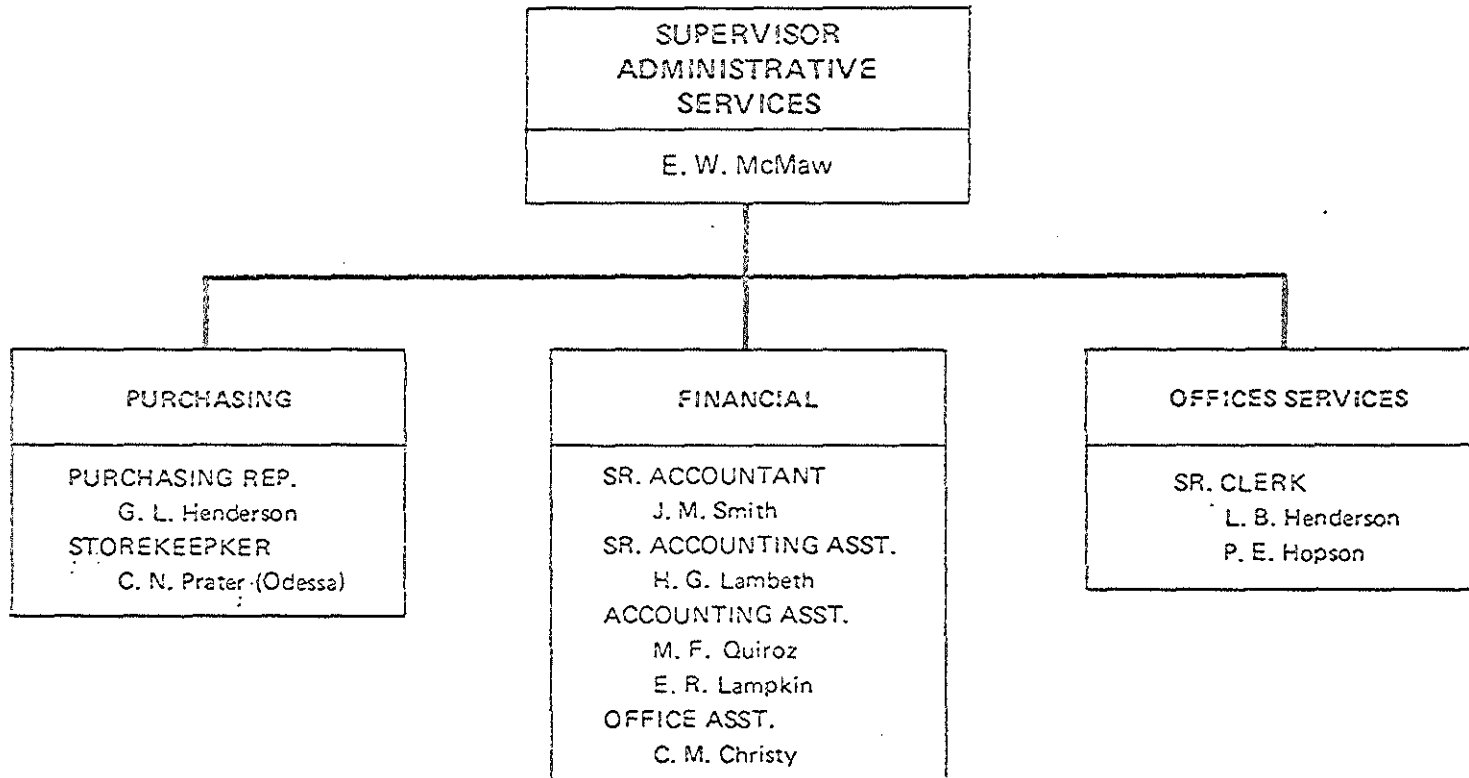 SUPERVISOR
ADMINISTRATIVE
SERVICES
E. W. McMaw
PURCHASING
PURCHASING REP.
G. L. Henderson
STOREKEEPKER
C. N. Prater (Odessa)
FINANCIAL
SR. ACCOUNTANT
J. M. Smith
SR. ACCOUNTING ASST.
H. G. Lambeth
ACCOUNTING ASST.
M. F. Quiroz
E. R. Lampkin
OFFICE ASST.
C. M. Christy
OFFICES SERVICES
SR. CLERK
L. B. Henderson
P. E. Hopson